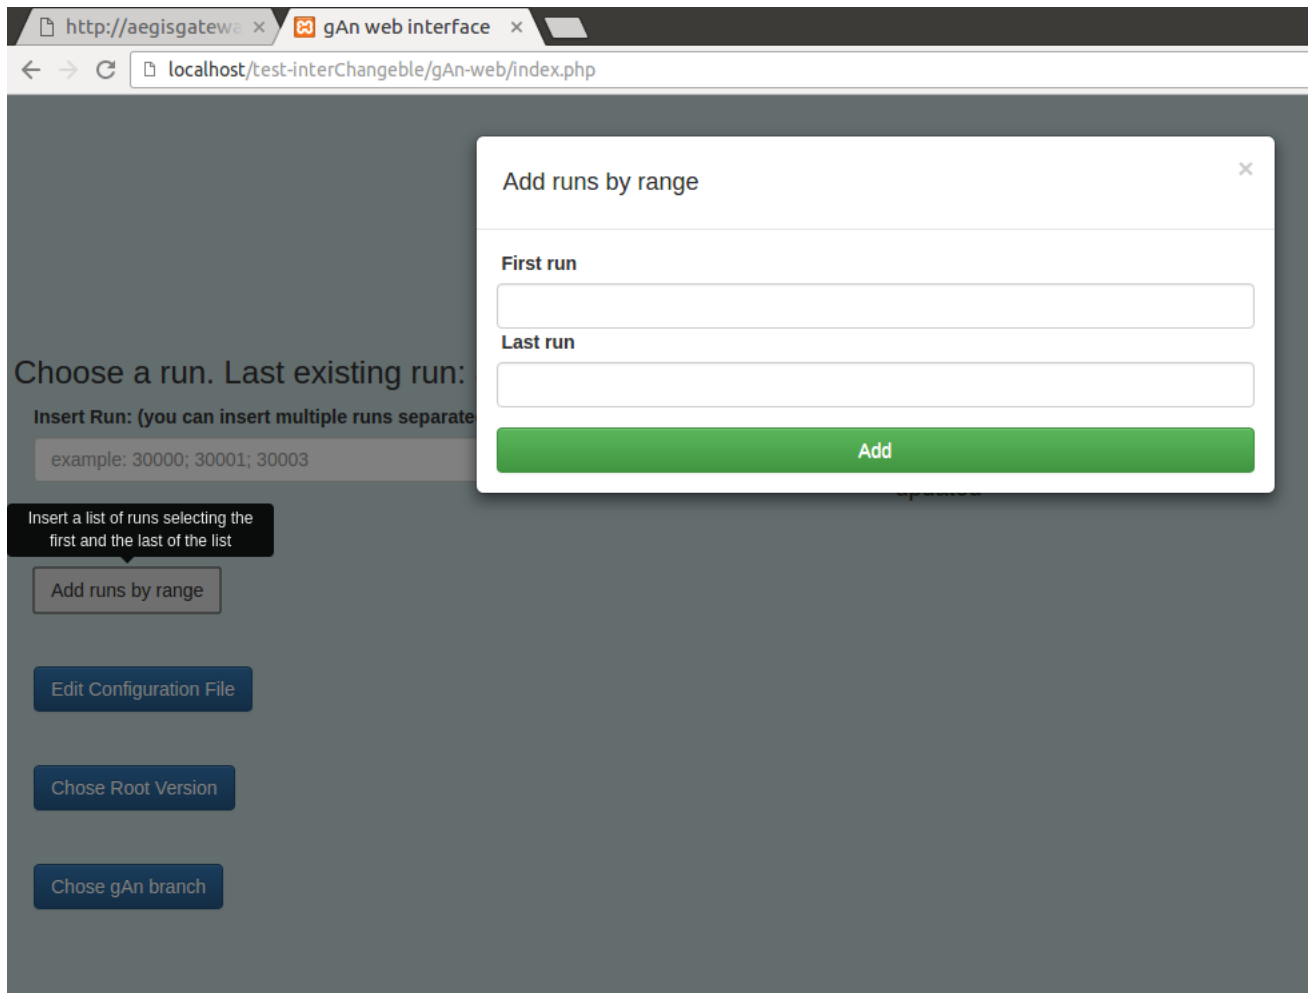 http://aegisgatewa
gAn web interface
localhost/test-interChangeble/gAn-web/index.php
Add runs by range
First run
Last run
Add
Choose a run. Last existing run:
Insert Run: (you can insert multiple runs separate
example: 30000; 30001; 30003
updated
Insert a list of runs selecting the
first and the last of the list
Add runs by range
Edit Configuration File
Chose Root Version
Chose gAn branch